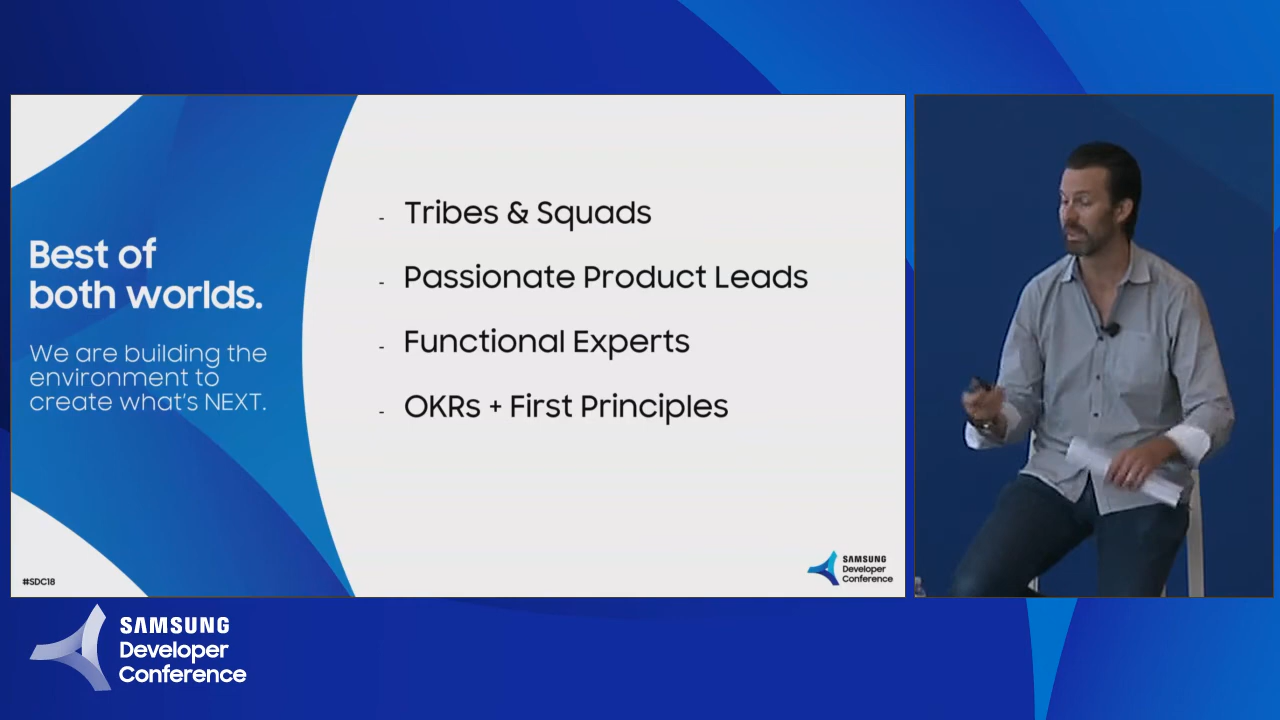 Best of
both worlds.
We are building the
environment to
create what's NEXT.
- Tribes & Squads
- Passionate Product Leads
- Functional Experts
- OKRs + First Principles
#SDC18
SAMSUNG
Developer
Conference
SAMSUNG
Developer
Conference